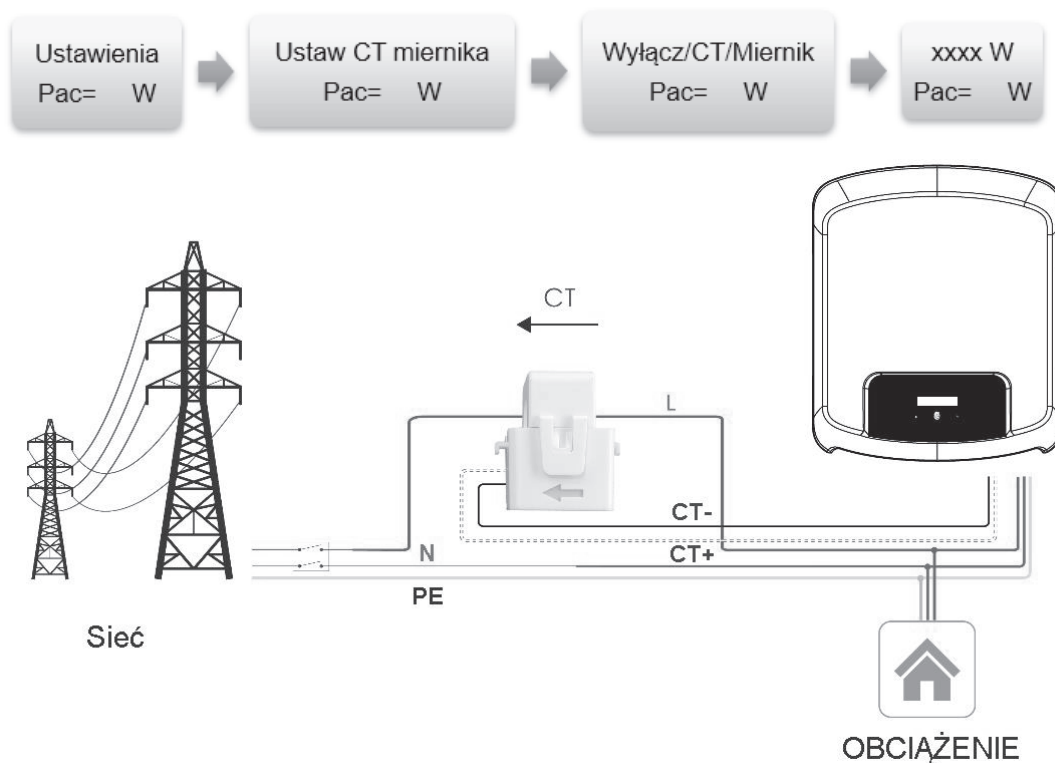 Ustawienia
Pac= W
Ustaw CT miernika
Pac= W
Wyłącz/CT/Miernik
Pac= W
xxxx W
Pac= W
CT
L
CT-
N
CT+
PE
Sieć
OBCIĄŻENIE